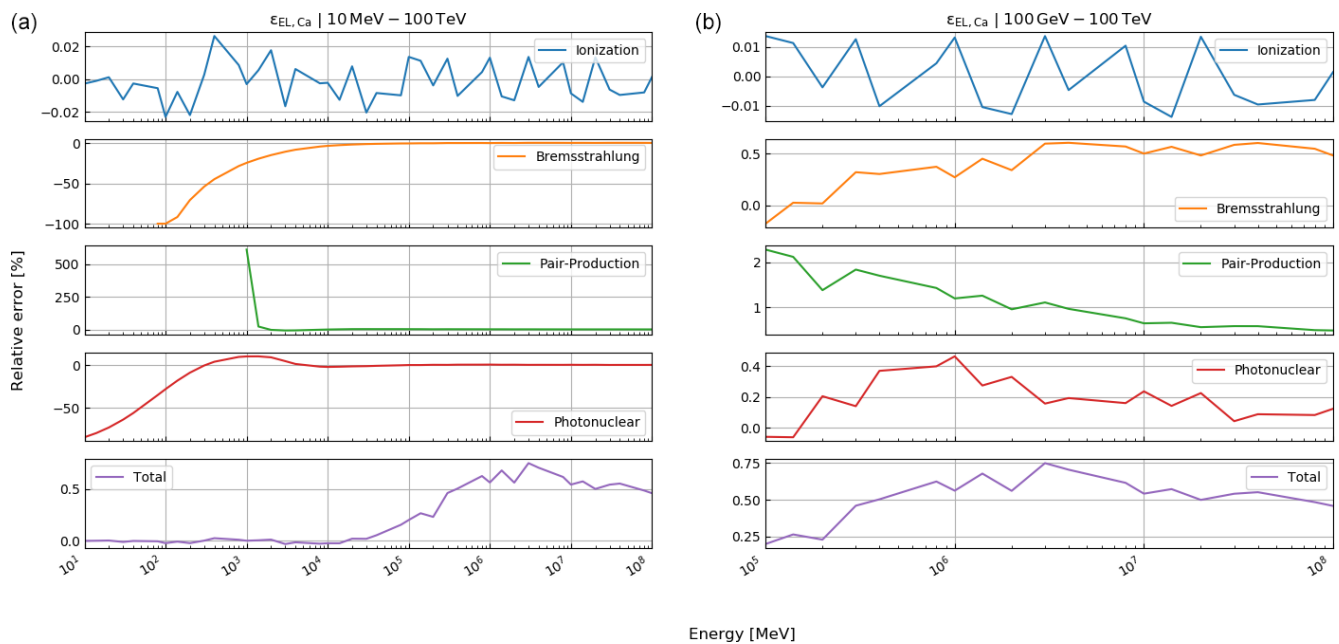 (a)
ε_EL, Ca | 10 MeV − 100 TeV
0.02
0.00
−0.02
Ionization
0
−50
−100
Bremsstrahlung
500
250
0
Pair-Production
0
−50
Photonuclear
0.5
0.0
Total
10^1
10^2
10^3
10^4
10^5
10^6
10^7
10^8
Relative error [%]
(b)
ε_EL, Ca | 100 GeV − 100 TeV
0.01
0.00
−0.01
Ionization
0.5
0.0
Bremsstrahlung
2
1
Pair-Production
0.4
0.2
0.0
Photonuclear
0.75
0.50
0.25
Total
10^5
10^6
10^7
10^8
Energy [MeV]